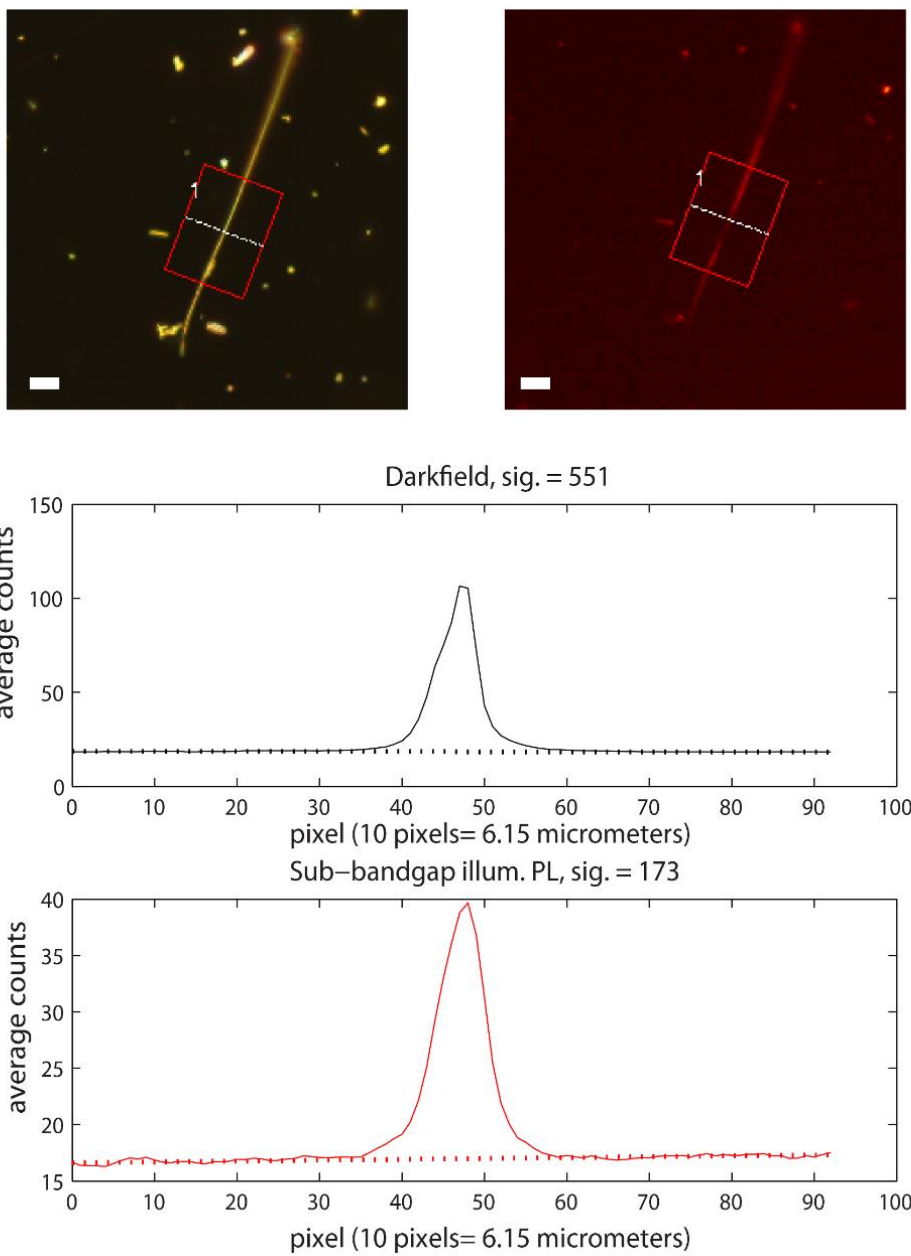 1
1
Darkfield, sig. = 551
150
100
50
0
average counts
0 10 20 30 40 50 60 70 80 90 100
pixel (10 pixels= 6.15 micrometers)
Sub−bandgap illum. PL, sig. = 173
40
35
30
25
20
15
average counts
0 10 20 30 40 50 60 70 80 90 100
pixel (10 pixels= 6.15 micrometers)